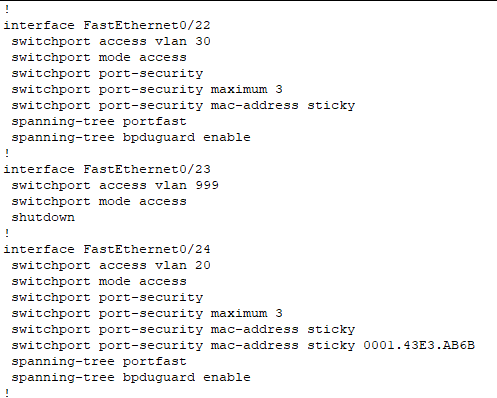 !
interface FastEthernet0/22
 switchport access vlan 30
 switchport mode access
 switchport port-security
 switchport port-security maximum 3
 switchport port-security mac-address sticky
 spanning-tree portfast
 spanning-tree bpduguard enable
!
interface FastEthernet0/23
 switchport access vlan 999
 switchport mode access
 shutdown
!
interface FastEthernet0/24
 switchport access vlan 20
 switchport mode access
 switchport port-security
 switchport port-security maximum 3
 switchport port-security mac-address sticky
 switchport port-security mac-address sticky 0001.43E3.AB6B
 spanning-tree portfast
 spanning-tree bpduguard enable
!